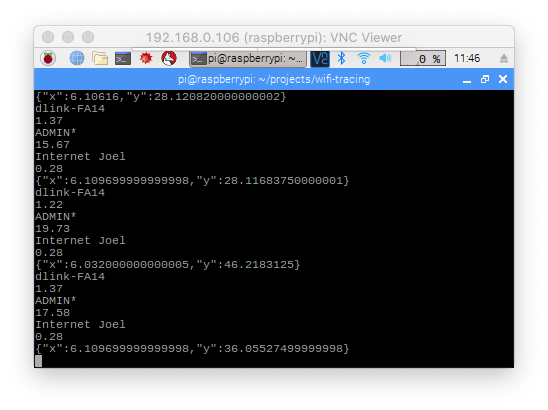 192.168.0.106 (raspberrypi): VNC Viewer
pi@raspberrypi: ~...
V2
0 %
11:46
pi@raspberrypi: ~/projects/wifi-tracing
{"x":6.10616,"y":28.120820000000002}
dlink-FA14
1.37
ADMIN*
15.67
Internet Joel
0.28
{"x":6.109699999999998,"y":28.11683750000001}
dlink-FA14
1.22
ADMIN*
19.73
Internet Joel
0.28
{"x":6.032000000000005,"y":46.2183125}
dlink-FA14
1.37
ADMIN*
17.58
Internet Joel
0.28
{"x":6.109699999999998,"y":36.05527499999998}